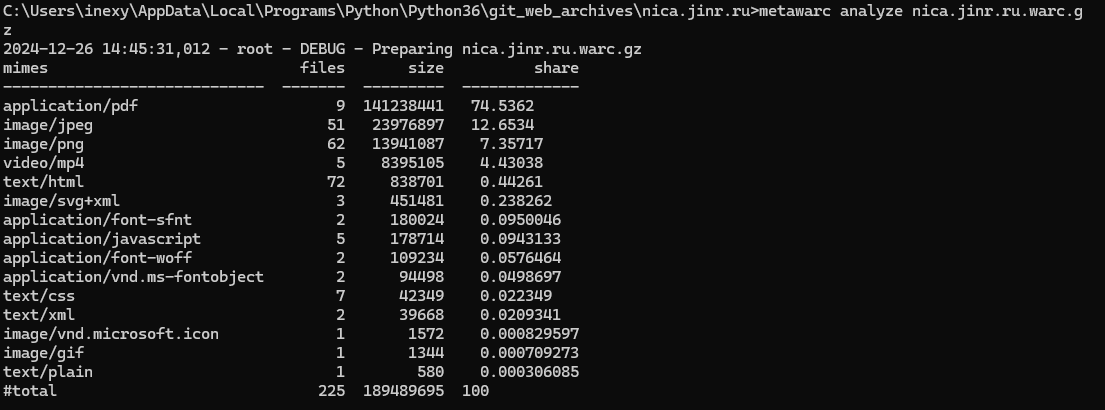 C:\Users\inexy\AppData\Local\Programs\Python\Python36\git_web_archives\nica.jinr.ru>metawarc analyze nica.jinr.ru.warc.g
z
2024-12-26 14:45:31,012 - root - DEBUG - Preparing nica.jinr.ru.warc.gz
mimes                          files       size          share
-----------------------------  -------  ---------  -------------
application/pdf                      9  141238441   74.5362
image/jpeg                          51   23976897   12.6534
image/png                           62   13941087    7.35717
video/mp4                            5    8395105    4.43038
text/html                           72     838701    0.44261
image/svg+xml                        3     451481    0.238262
application/font-sfnt                2     180024    0.0950046
application/javascript               5     178714    0.0943133
application/font-woff                2     109234    0.0576464
application/vnd.ms-fontobject        2      94498    0.0498697
text/css                             7      42349    0.022349
text/xml                             2      39668    0.0209341
image/vnd.microsoft.icon             1       1572    0.000829597
image/gif                            1       1344    0.000709273
text/plain                           1        580    0.000306085
#total                             225  189489695  100